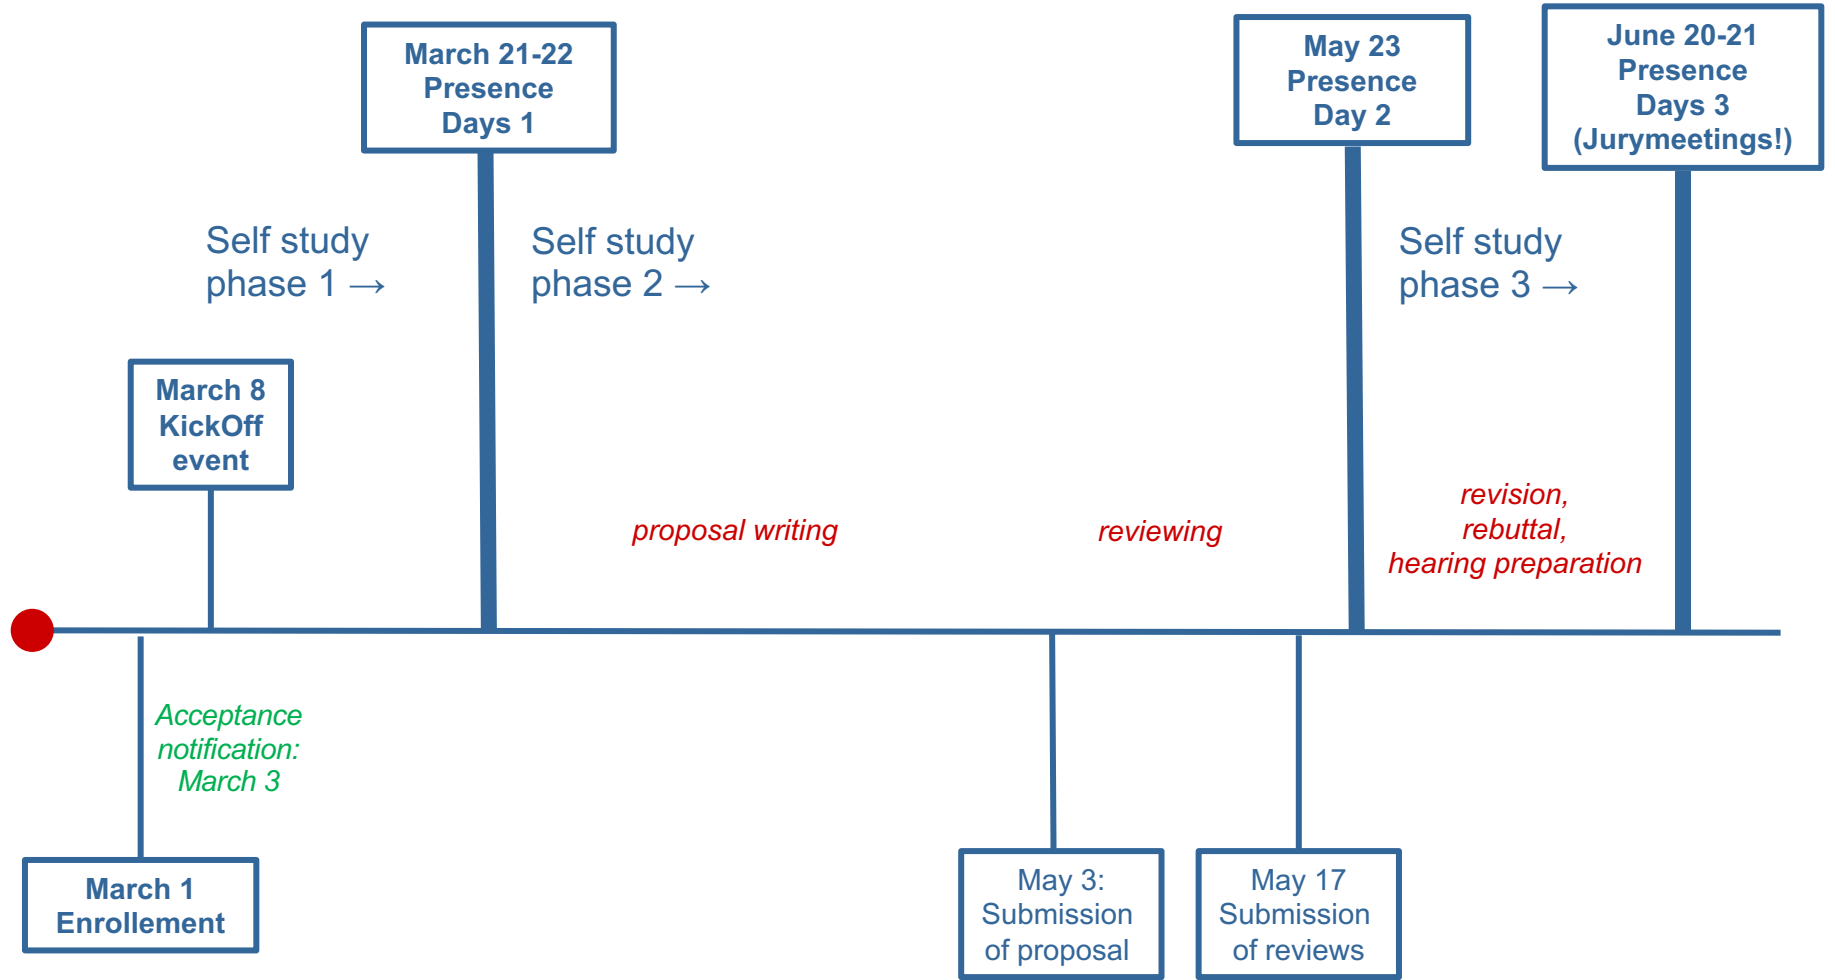 March 21-22
Presence
Days 1
May 23
Presence
Day 2
June 20-21
Presence
Days 3
(Jurymeetings!)
Self study
phase 1 →
Self study
phase 2 →
Self study
phase 3 →
March 8
KickOff
event
proposal writing
reviewing
revision,
rebuttal,
hearing preparation
Acceptance
notification:
March 3
March 1
Enrollement
May 3:
Submission
of proposal
May 17
Submission
of reviews